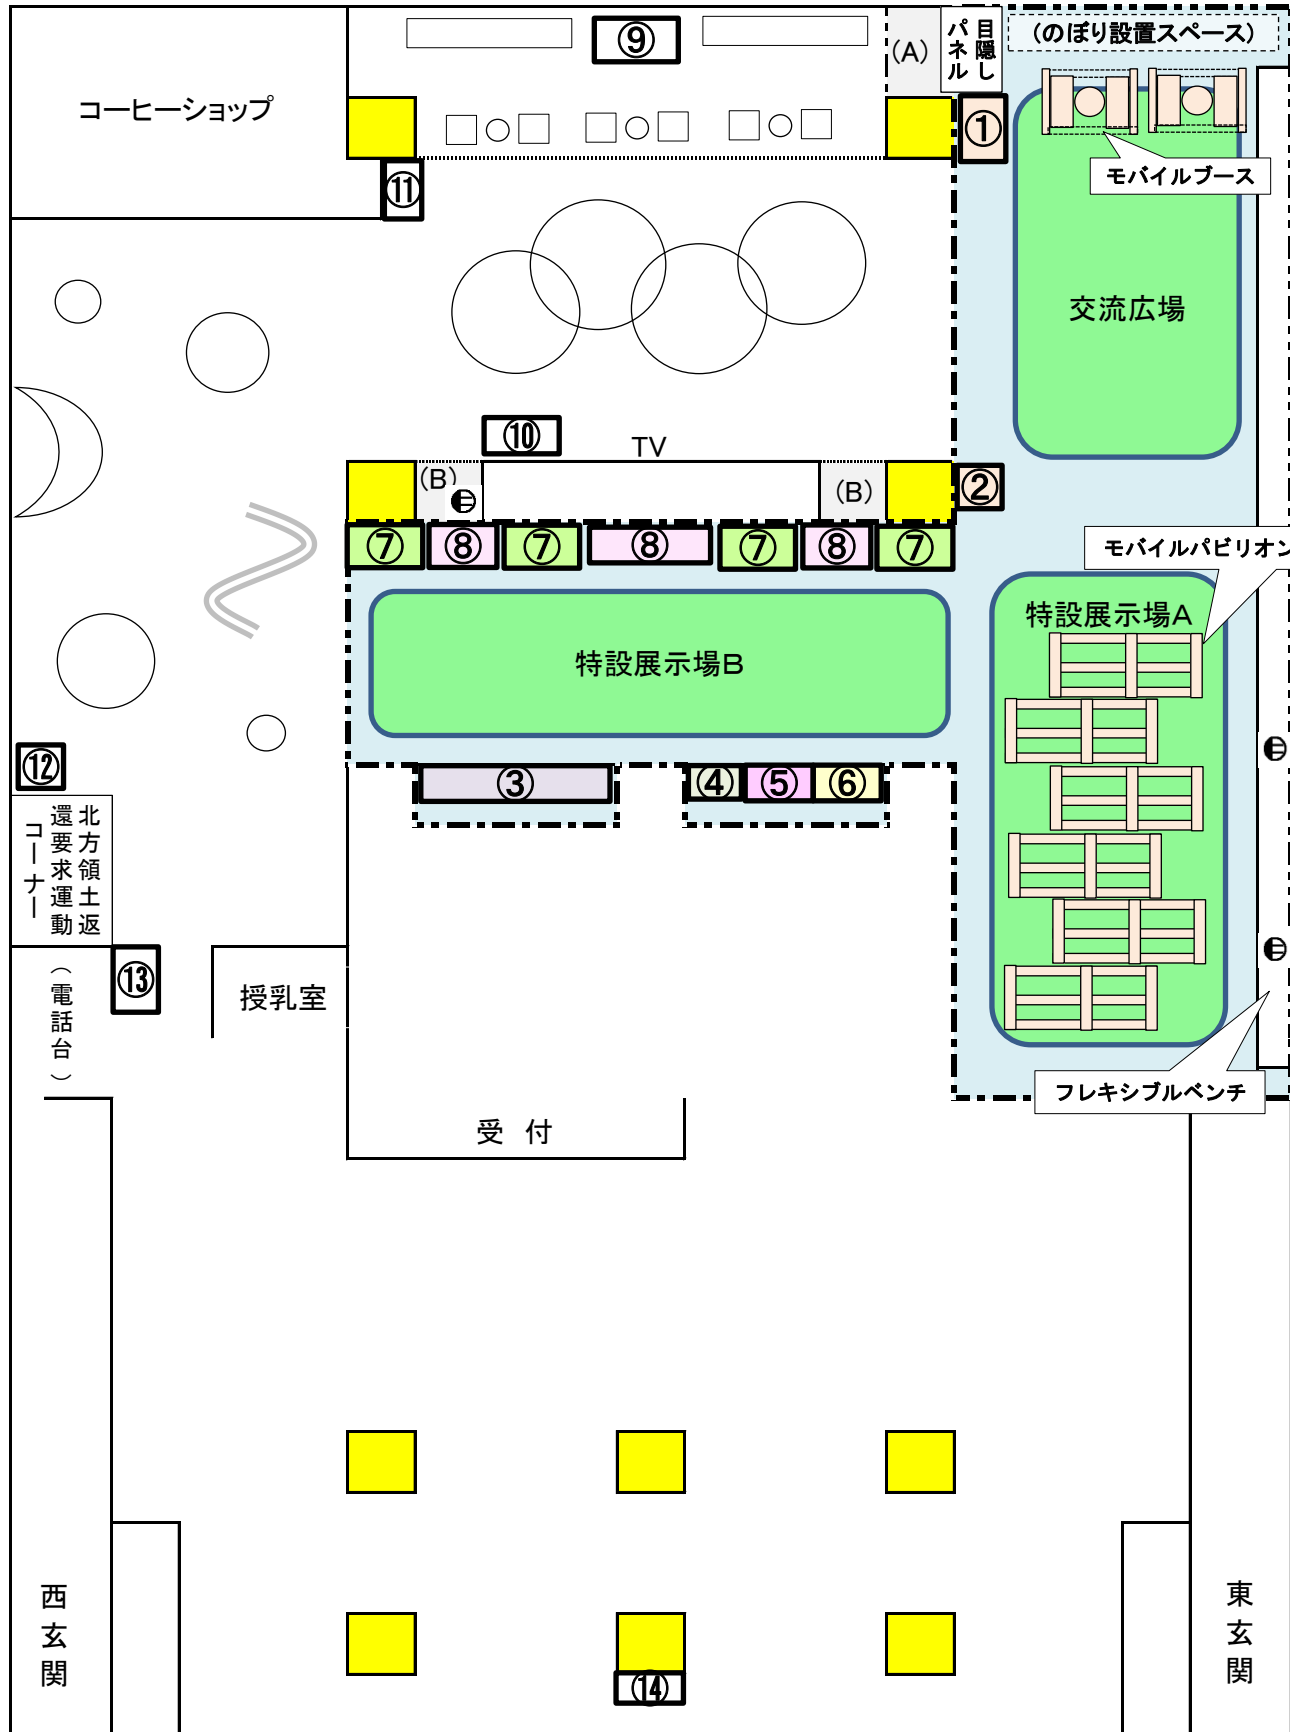 ⑨
(A)
目隠し
パネル
(のぼり設置スペース)
コーヒーショップ
①
モバイルブース
⑪
交流広場
⑩
TV
(B)
(B)
②
⑦
⑧
⑦
⑧
⑦
⑧
⑦
モバイルパビリオン
特設展示場A
特設展示場B
⑫
③
④
⑤
⑥
北方領土返
還要求運動
コーナー
⑬
(電話台)
授乳室
フレキシブルベンチ
受 付
西玄関
東玄関
⑭